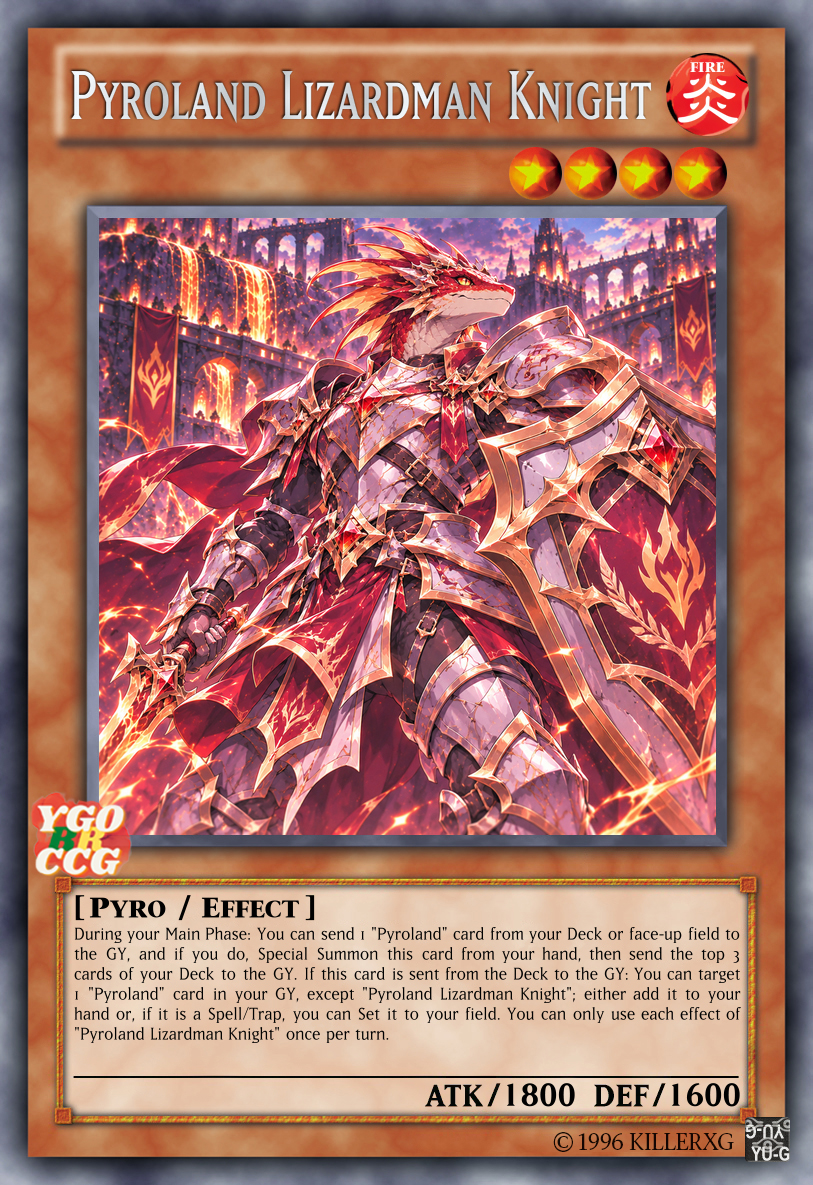 PYROLAND LIZARDMAN KNIGHT
FIRE
炎
YGO
RR
CCG
[ PYRO / EFFECT ]
During your Main Phase: You can send 1 "Pyroland" card from your Deck or face-up field to
the GY, and if you do, Special Summon this card from your hand, then send the top 3
cards of your Deck to the GY. If this card is sent from the Deck to the GY: You can target
1 "Pyroland" card in your GY, except "Pyroland Lizardman Knight"; either add it to your
hand or, if it is a Spell/Trap, you can Set it to your field. You can only use each effect of
"Pyroland Lizardman Knight" once per turn.
ATK/1800 DEF/1600
© 1996 KILLERXG
YU-G
YU-G